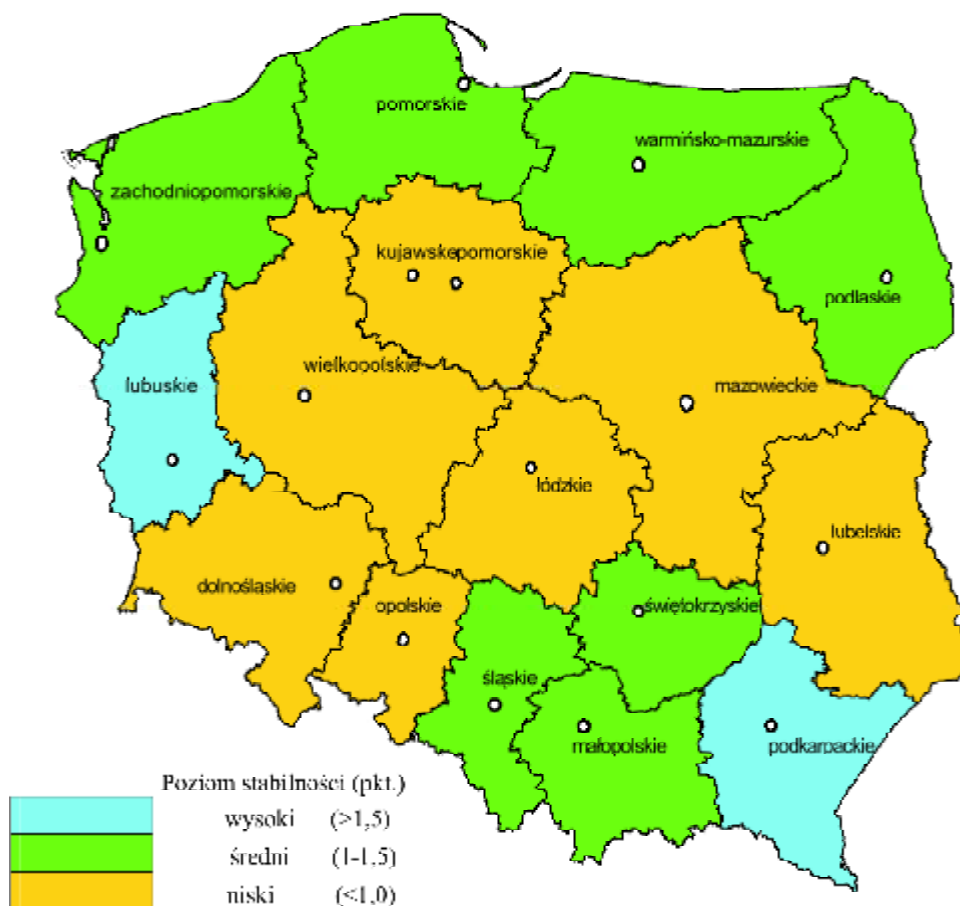 pomorskie
warmińsko-mazurskie
zachodniopomorskie
kujawskopomorskie
podlaskie
wielkopolskie
lubuskie
mazowieckie
łódzkie
lubelskie
dolnośląskie
opolskie
świętokrzyskie
śląskie
małopolskie
podkarpackie
Poziom stabilności (pkt.)
wysoki (>1,5)
średni (1-1,5)
niski (<1,0)